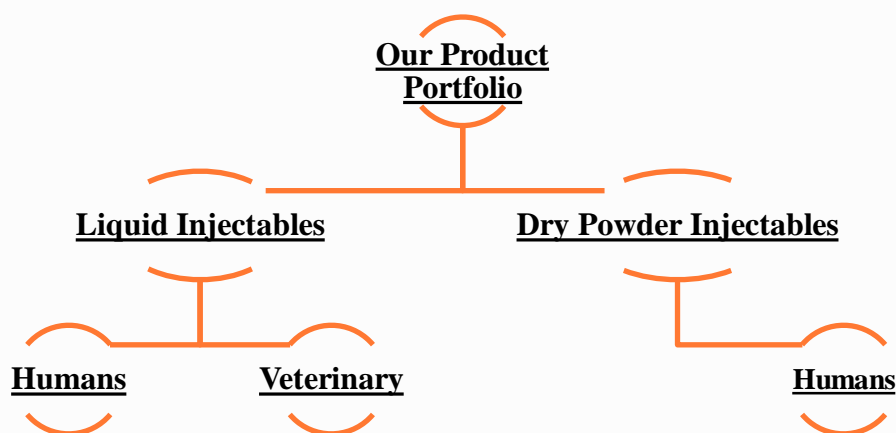 Our Product
Portfolio
Liquid Injectables
Dry Powder Injectables
Humans
Veterinary
Humans